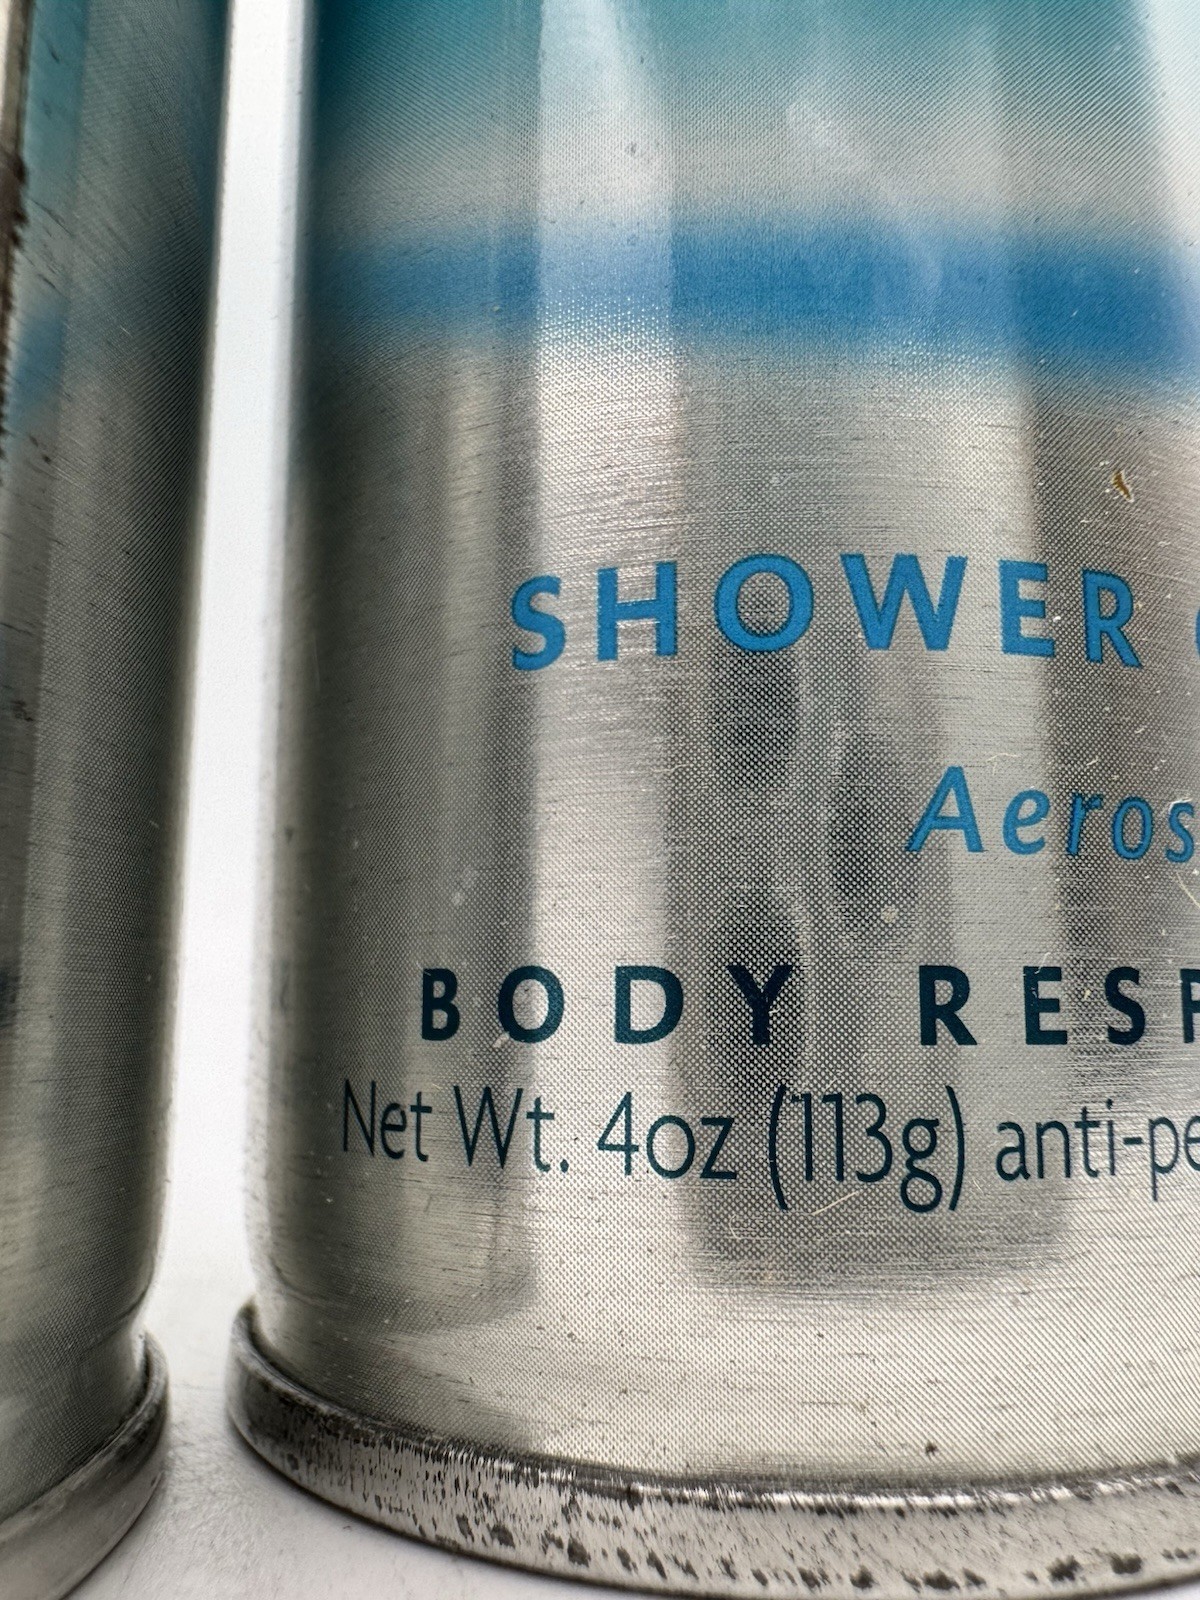 SHOWER
Aeros
BODY RESP
Net Wt. 4oz (113g) anti-pe